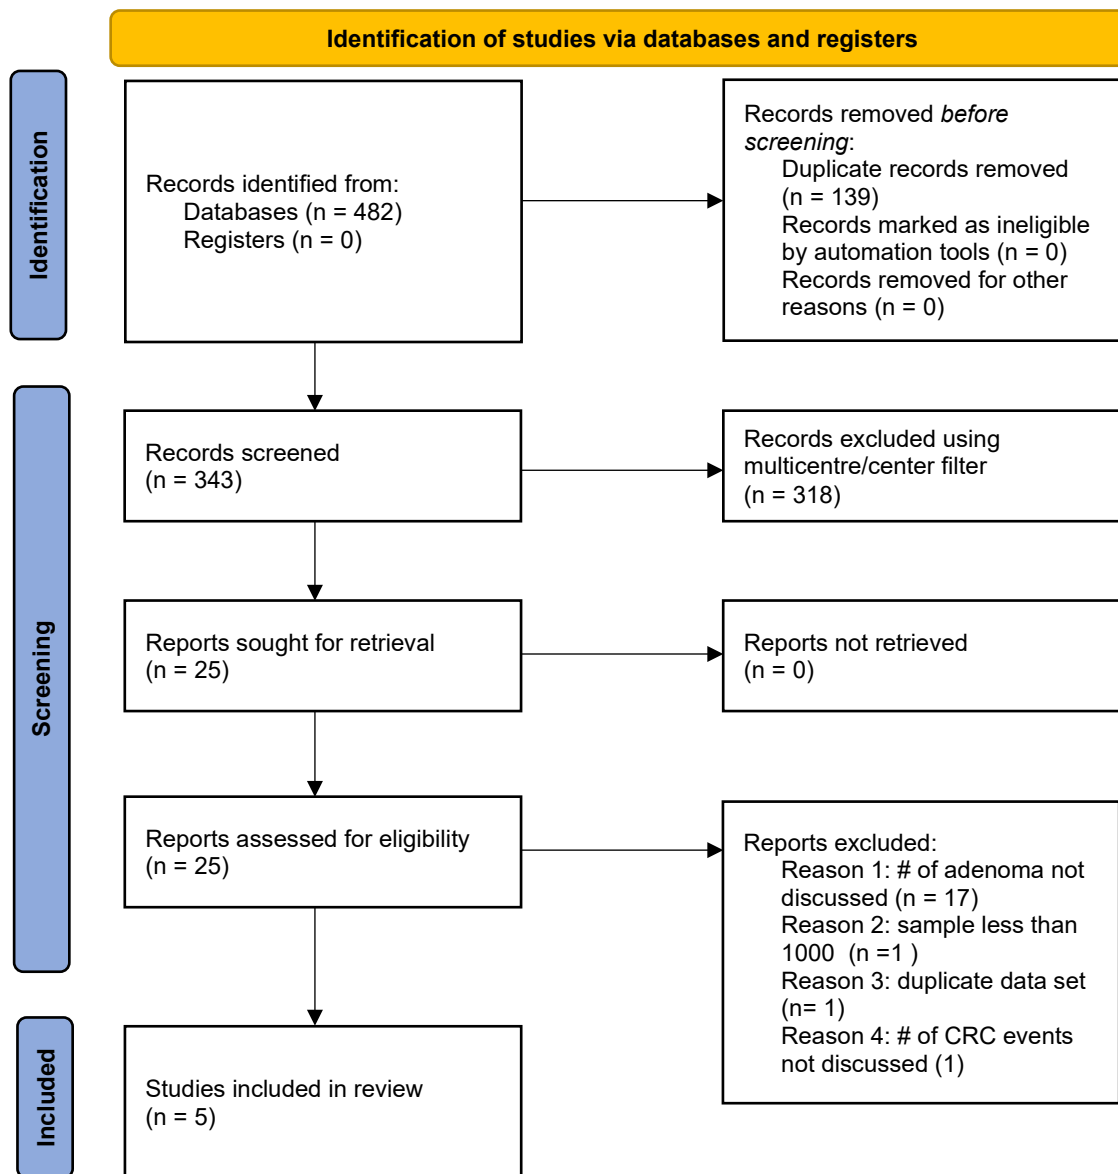 Identification of studies via databases and registers
Identification
Records identified from:
Databases (n = 482)
Registers (n = 0)
Records removed before
screening:
Duplicate records removed
(n = 139)
Records marked as ineligible
by automation tools (n = 0)
Records removed for other
reasons (n = 0)
Screening
Records screened
(n = 343)
Records excluded using
multicentre/center filter
(n = 318)
Reports sought for retrieval
(n = 25)
Reports not retrieved
(n = 0)
Reports assessed for eligibility
(n = 25)
Reports excluded:
Reason 1: # of adenoma not
discussed (n = 17)
Reason 2: sample less than
1000  (n =1 )
Reason 3: duplicate data set
(n= 1)
Reason 4: # of CRC events
not discussed (1)
Included
Studies included in review
(n = 5)